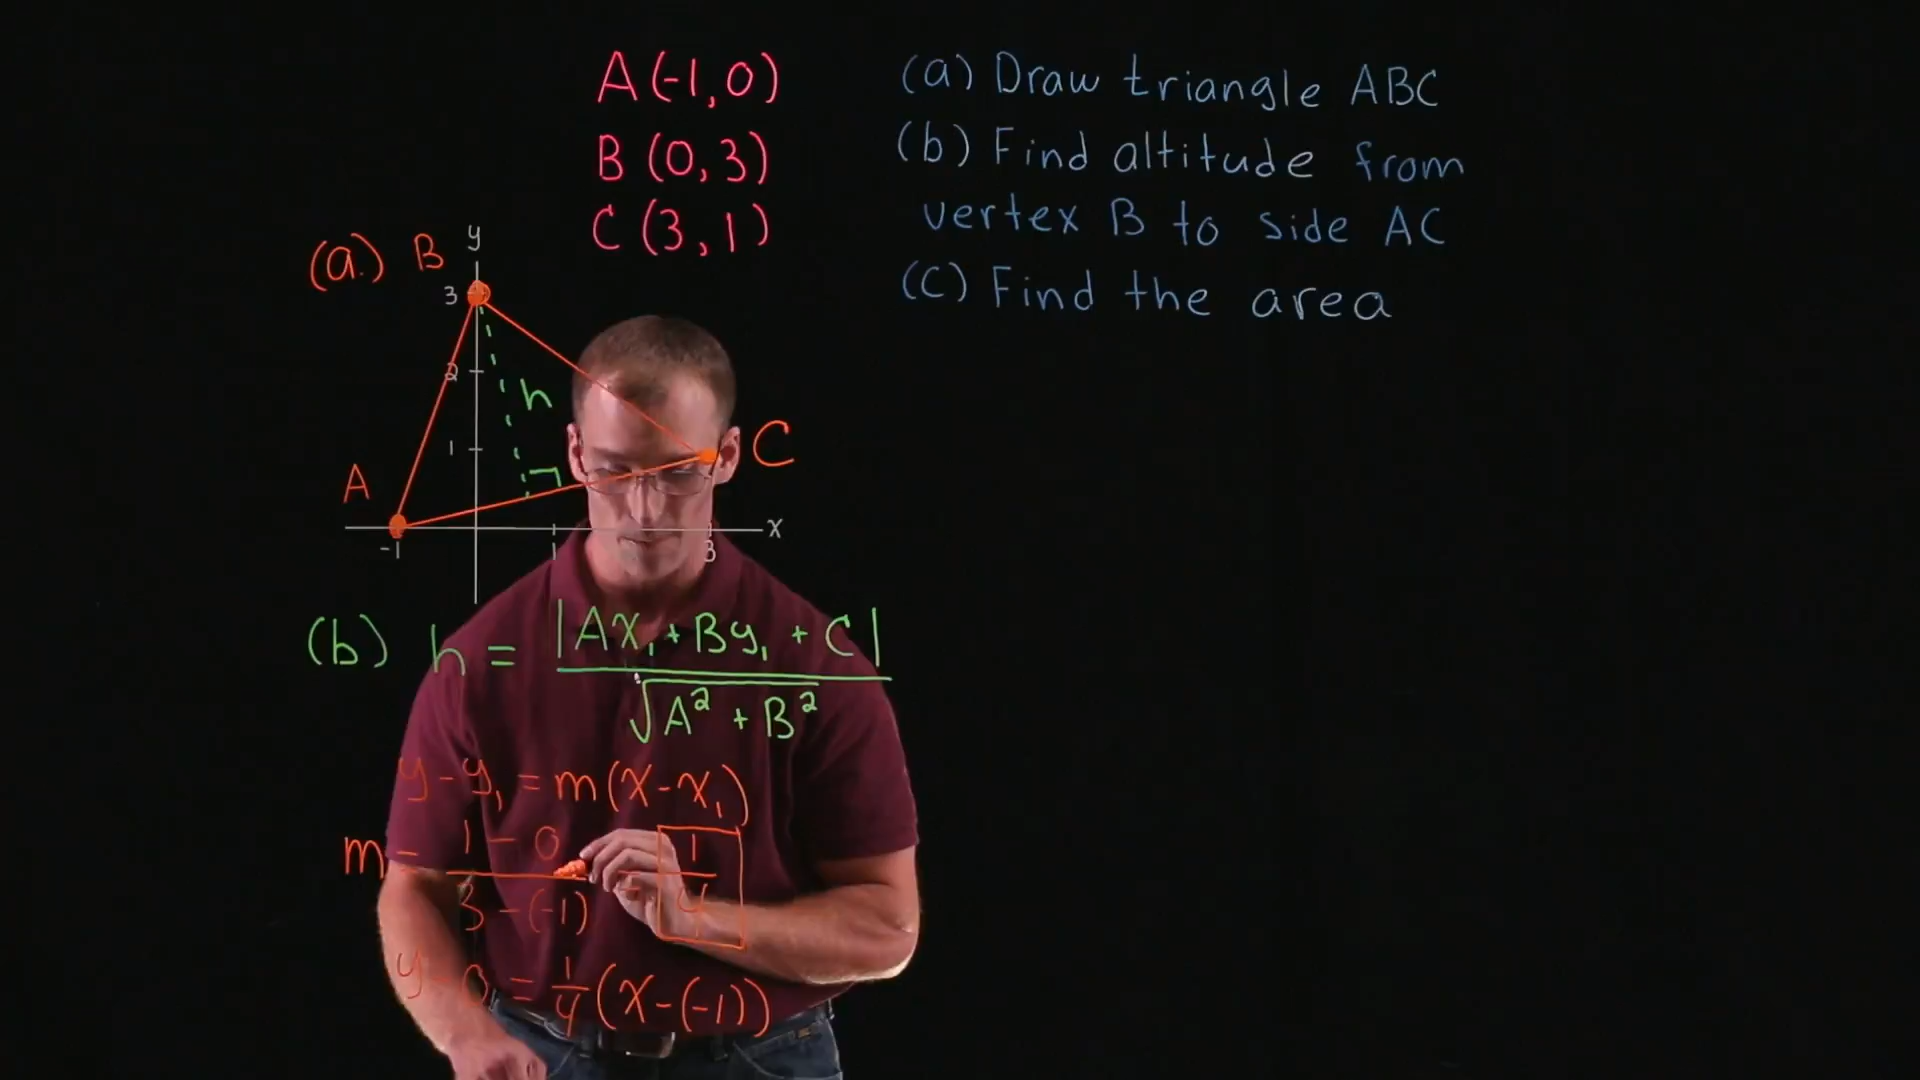 A(-1,0)
B(0,3)
C(3,1)
(a) Draw triangle ABC
(b) Find altitude from
vertex B to side AC
(C) Find the area
(a.)
B
y
3
2
h
1
C
A
x
-1
1
3
(b) h = |Ax₁ + By₁ + C| / √(A² + B²)
y-y₁ = m(x-x₁)
m = (1 - 0) / (3 - (-1)) = 1/4
y-0 = 1/4 (x-(-1))